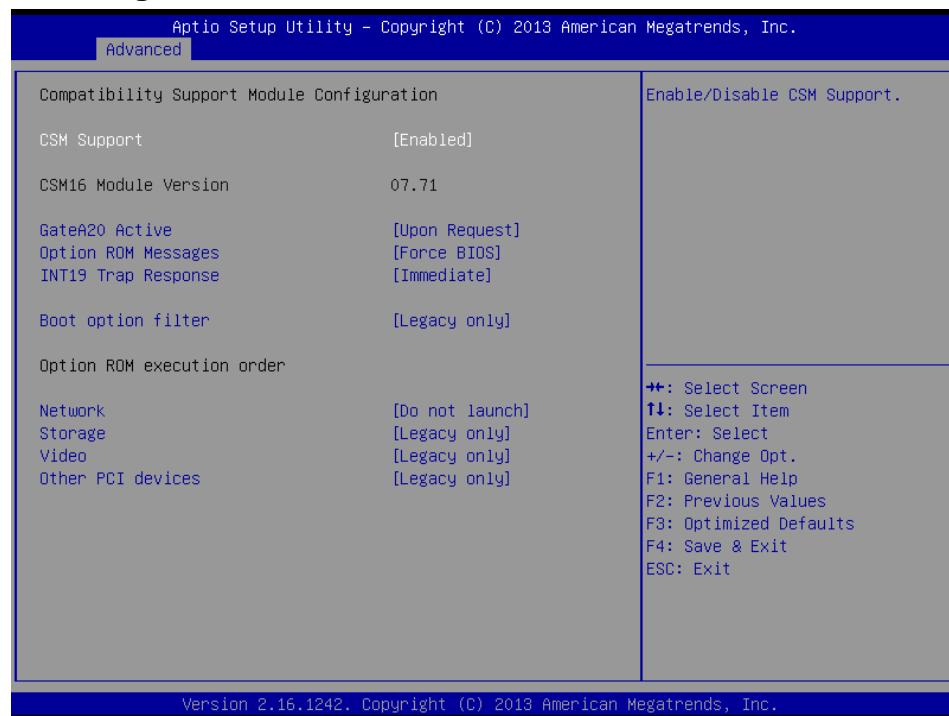 Aptio Setup Utility – Copyright (C) 2013 American Megatrends, Inc.
Advanced
Compatibility Support Module Configuration
CSM Support [Enabled]
CSM16 Module Version 07.71
GateA20 Active [Upon Request]
Option ROM Messages [Force BIOS]
INT19 Trap Response [Immediate]
Boot option filter [Legacy only]
Option ROM execution order
Network [Do not launch]
Storage [Legacy only]
Video [Legacy only]
Other PCI devices [Legacy only]
Enable/Disable CSM Support.
→←: Select Screen
↑↓: Select Item
Enter: Select
+/-: Change Opt.
F1: General Help
F2: Previous Values
F3: Optimized Defaults
F4: Save & Exit
ESC: Exit
Version 2.16.1242. Copyright (C) 2013 American Megatrends, Inc.